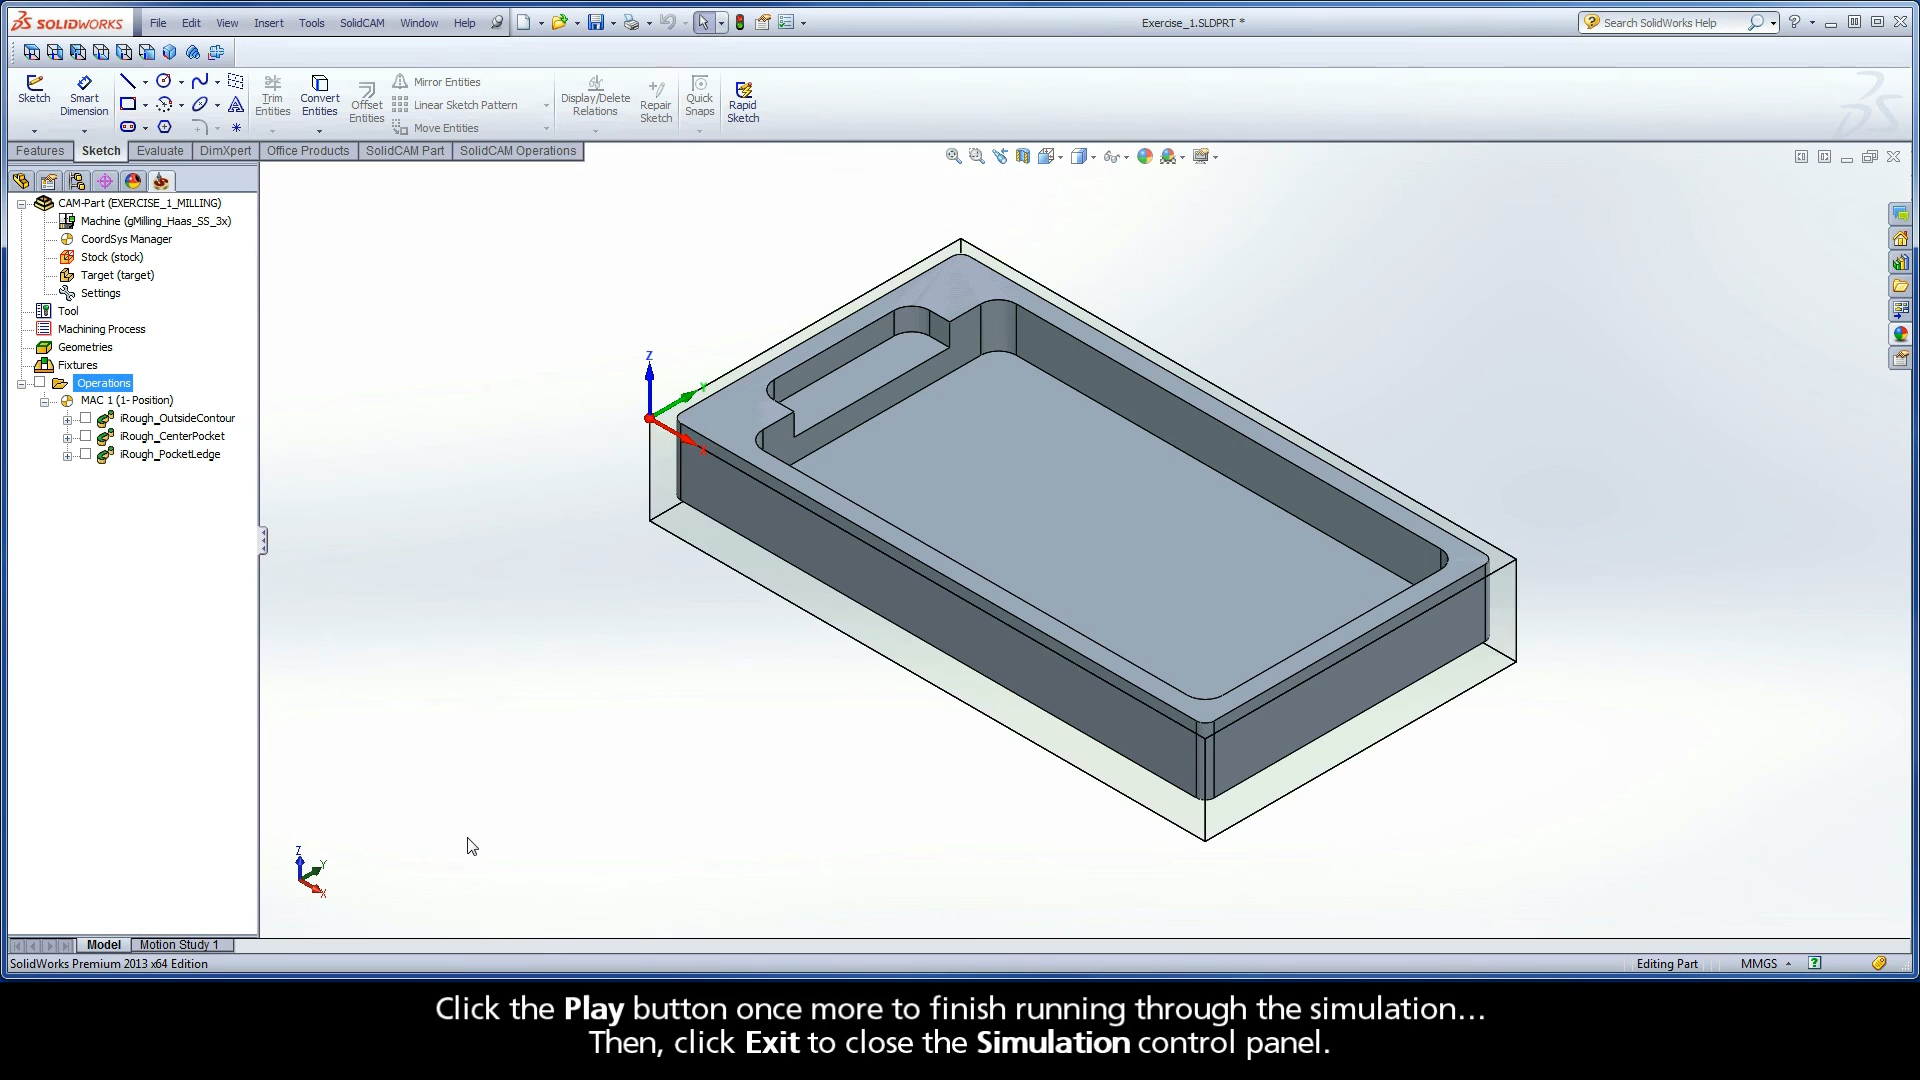 SOLIDWORKS File Edit View Insert Tools SolidCAM Window Help Exercise_1.SLDPRT * Search SolidWorks Help
Sketch Smart Dimension Trim Entities Convert Entities Offset Entities Mirror Entities Linear Sketch Pattern Move Entities Display/Delete Relations Repair Sketch Quick Snaps Rapid Sketch
Features Sketch Evaluate DimXpert Office Products SolidCAM Part SolidCAM Operations
CAM-Part (EXERCISE_1_MILLING)
Machine (gMilling_Haas_SS_3x)
CoordSys Manager
Stock (stock)
Target (target)
Settings
Tool
Machining Process
Geometries
Fixtures
Operations
MAC 1 (1- Position)
iRough_OutsideContour
iRough_CenterPocket
iRough_PocketLedge
Z
Y
X
Z
Y
X
Model Motion Study 1
SolidWorks Premium 2013 x64 Edition Editing Part MMGS
Click the Play button once more to finish running through the simulation...
Then, click Exit to close the Simulation control panel.